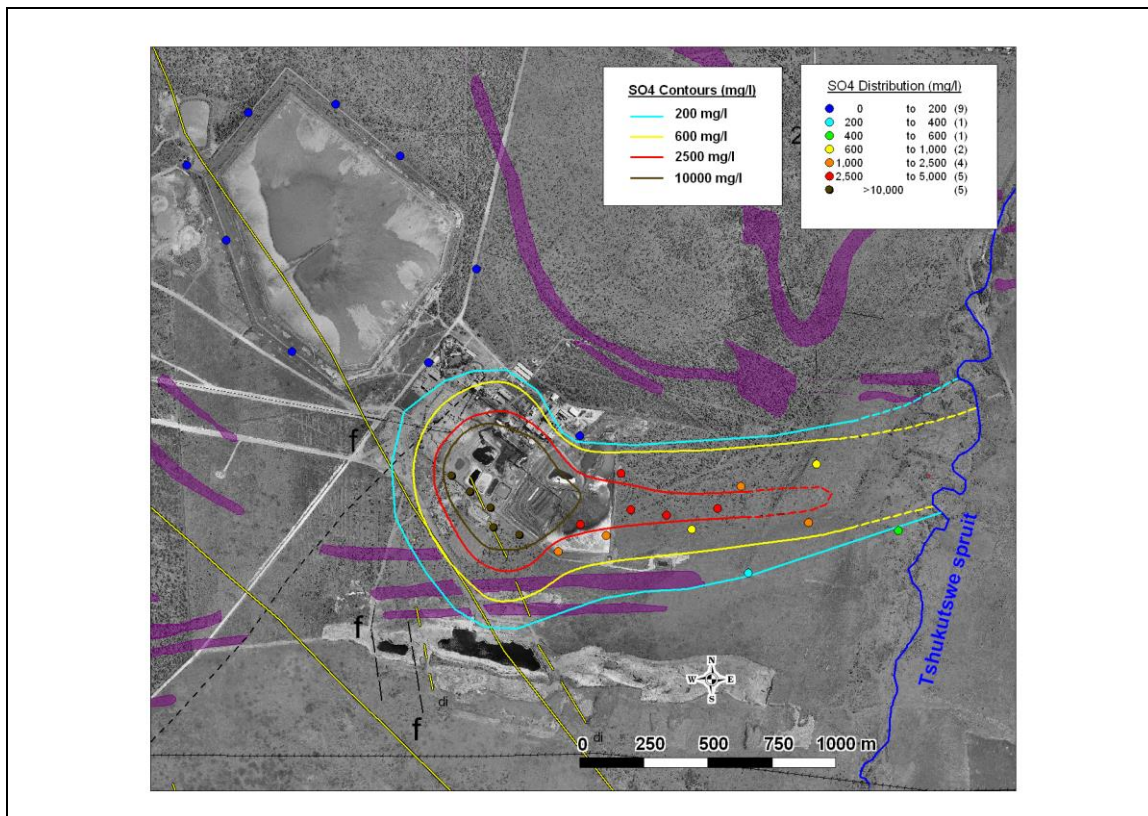 SO4 Contours (mg/l)
200 mg/l
600 mg/l
2500 mg/l
10000 mg/l
SO4 Distribution (mg/l)
0 to 200 (9)
200 to 400 (1)
400 to 600 (1)
600 to 1,000 (2)
1,000 to 2,500 (4)
2,500 to 5,000 (5)
>10,000 (5)
2
f
f
f
di
di
N
W E
S
0 250 500 750 1000 m
Tshukutswe spruit